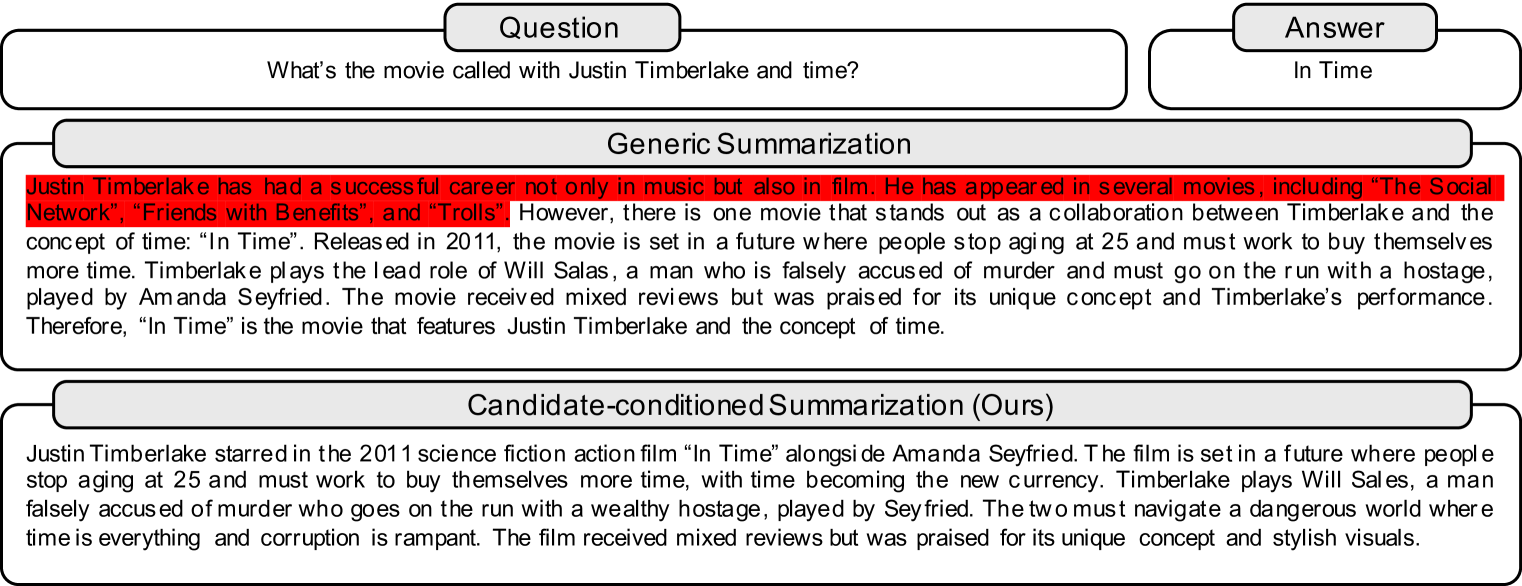 Question
Answer
What's the movie called with Justin Timberlake and time?
In Time
Generic Summarization
Justin Timberlake has had a successful career not only in music but also in film. He has appeared in several movies, including “The Social
Network”, “Friends with Benefits”, and “Trolls”. However, there is one movie that stands out as a collaboration between Timberlake and the
concept of time: “In Time”. Released in 2011, the movie is set in a future where people stop aging at 25 and must work to buy themselves
more time. Timberlake plays the lead role of Will Salas, a man who is falsely accused of murder and must go on the run with a hostage,
played by Amanda Seyfried. The movie received mixed reviews but was praised for its unique concept and Timberlake’s performance.
Therefore, “In Time” is the movie that features Justin Timberlake and the concept of time.
Candidate-conditioned Summarization (Ours)
Justin Timberlake starred in the 2011 science fiction action film “In Time” alongside Amanda Seyfried. The film is set in a future where people
stop aging at 25 and must work to buy themselves more time, with time becoming the new currency. Timberlake plays Will Sales, a man
falsely accused of murder who goes on the run with a wealthy hostage, played by Seyfried. The two must navigate a dangerous world where
time is everything and corruption is rampant. The film received mixed reviews but was praised for its unique concept and stylish visuals.